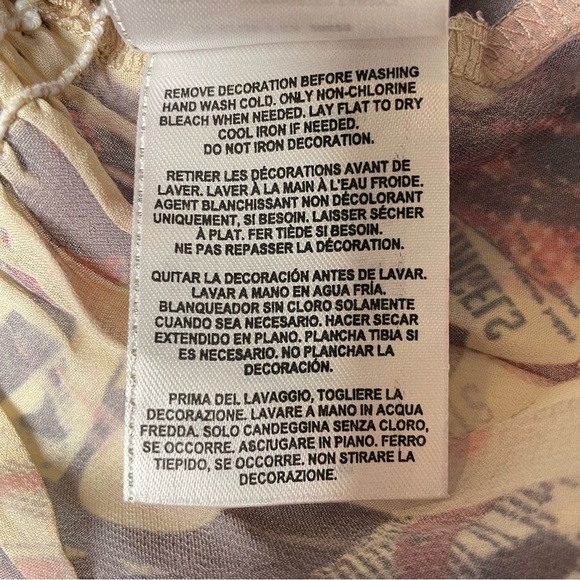 REMOVE DECORATION BEFORE WASHING
HAND WASH COLD. ONLY NON-CHLORINE
BLEACH WHEN NEEDED. LAY FLAT TO DRY
COOL IRON IF NEEDED.
DO NOT IRON DECORATION.
RETIRER LES DÉCORATIONS AVANT DE
LAVER. LAVER À LA MAIN À L'EAU FROIDE.
AGENT BLANCHISSANT NON DÉCOLORANT
UNIQUEMENT, SI BESOIN. LAISSER SÉCHER
À PLAT. FER TIÈDE SI BESOIN.
NE PAS REPASSER LA DÉCORATION.
QUITAR LA DECORACIÓN ANTES DE LAVAR.
LAVAR A MANO EN AGUA FRÍA.
BLANQUEADOR SIN CLORO SOLAMENTE
CUANDO SEA NECESARIO. HACER SECAR
EXTENDIDO EN PLANO. PLANCHA TIBIA SI
ES NECESARIO. NO PLANCHAR LA
DECORACIÓN.
PRIMA DEL LAVAGGIO, TOGLIERE LA
DECORAZIONE. LAVARE A MANO IN ACQUA
FREDDA. SOLO CANDEGGINA SENZA CLORO,
SE OCCORRE. ASCIUGARE IN PIANO. FERRO
TIEPIDO, SE OCCORRE. NON STIRARE LA
DECORAZIONE.